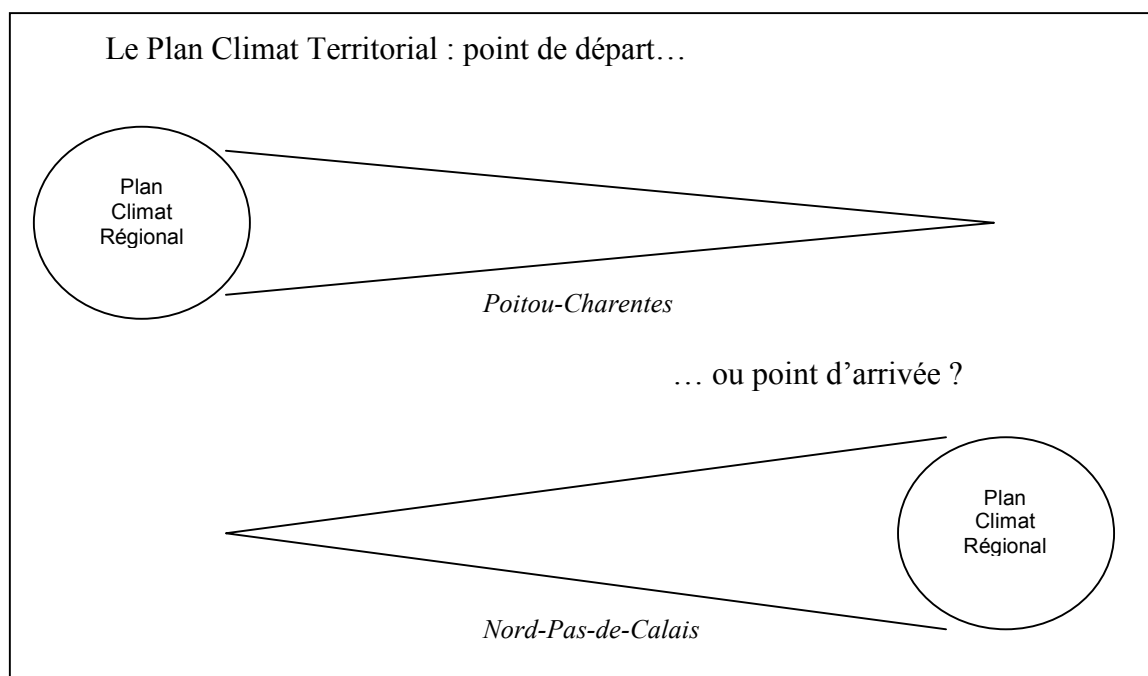 Le Plan Climat Territorial : point de départ…
Plan
Climat
Régional
Poitou-Charentes
… ou point d’arrivée ?
Plan
Climat
Régional
Nord-Pas-de-Calais